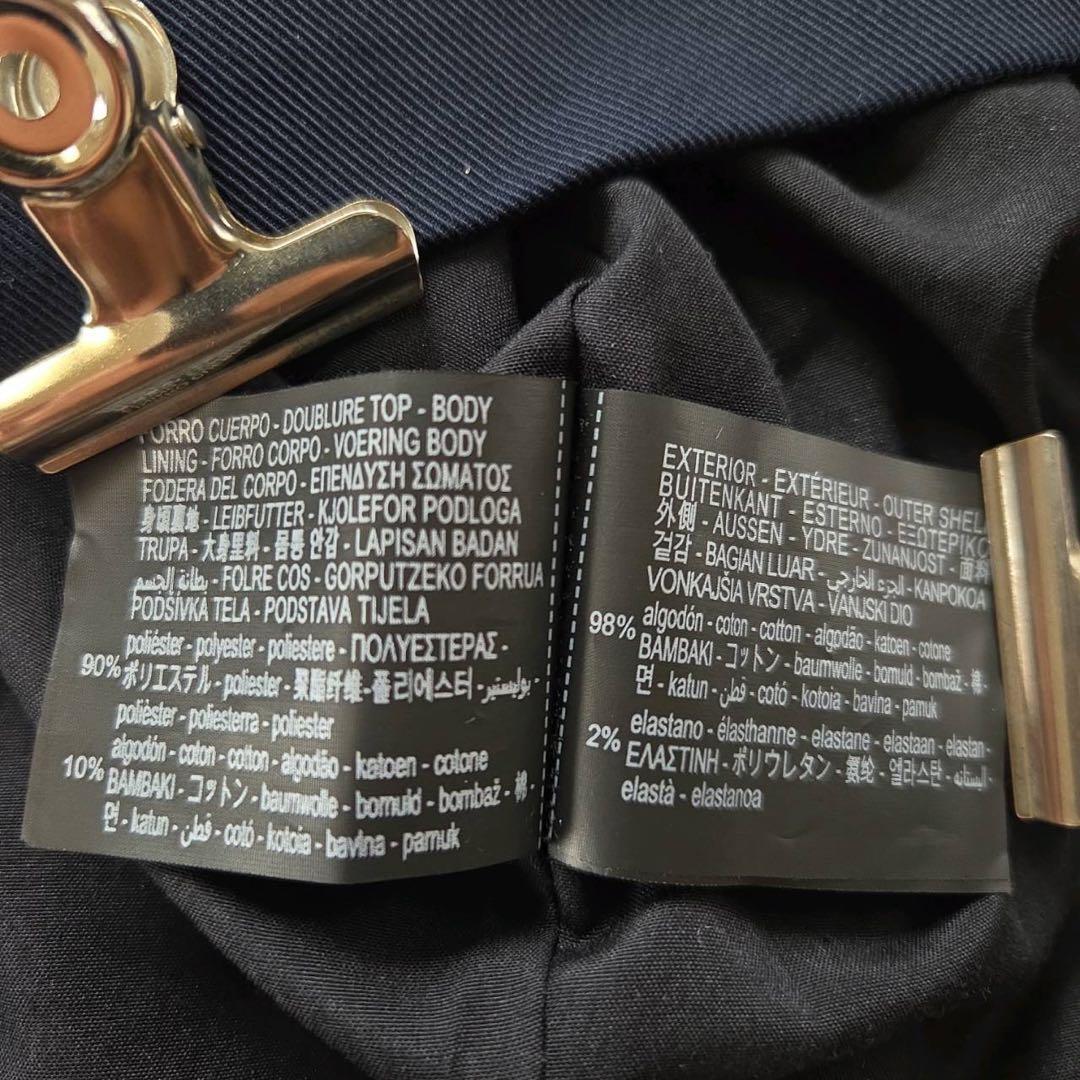 FORRO CUERPO - DOUBLURE TOP - BODY
LINING - FORRO CORPO - VOERING BODY
FODERA DEL CORPO - ΕΠΕΝΔΥΣΗ ΣΩΜΑΤΟΣ
身頃裏地 - LEIBFUTTER - KJOLEFOR PODLOGA
TRUPA - 大身里料 - 몸통 안감 - LAPISAN BADAN
بطانة الجسم - FOLRE COS - GORPUTZEKO FORRUA
PODSÍVKA TELA - PODSTAVA TIJELA
poliéster - polyester - poliestere - ΠΟΛΥΕΣΤΕΡΑΣ -
90% ポリエステル - poliester - 聚酯纤维 - 폴리에스터 - بوليستير -
polièster - poliesterra - poliester
algodón - coton - cotton - algodão - katoen - cotone
10% BAMBAKI - コットン - baumwolle - bomuld - bombaž - 棉 -
면 - katun - قطن - cotó - kotoia - bavlna - pamuk
EXTERIOR - EXTÉRIEUR - OUTER SHELL
BUITENKANT - ESTERNO - ΕΞΩΤΕΡΙΚΟ
外側 - AUSSEN - YDRE - ZUNANJOST - 面料
겉감 - BAGIAN LUAR - الجزء الخارجي - KANPOKOA
VONKAJŠIA VRSTVA - VANJSKI DIO
98% algodón - coton - cotton - algodão - katoen - cotone
BAMBAKI - コットン - baumwolle - bomuld - bombaž - 棉 -
면 - katun - قطن - cotó - kotoia - bavlna - pamuk
elastano - élasthanne - elastane - elastaan - elastan -
2% ΕΛΑΣΤΙΝΗ - ポリウレタン - 氨纶 - 엘라스탄 - البستانه -
elastà - elastanoa